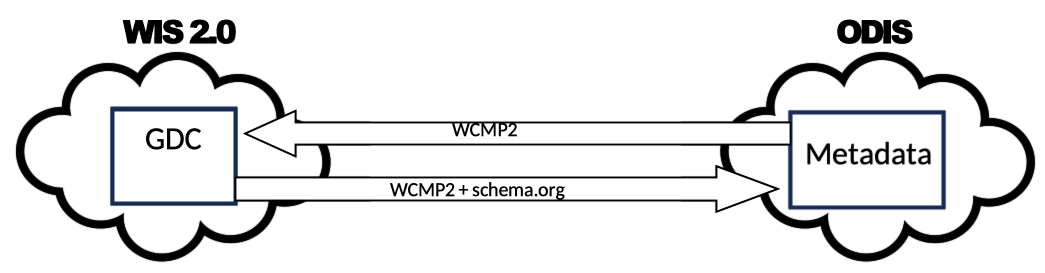 WIS 2.0
ODIS
GDC
WCMP2
Metadata
WCMP2 + schema.org